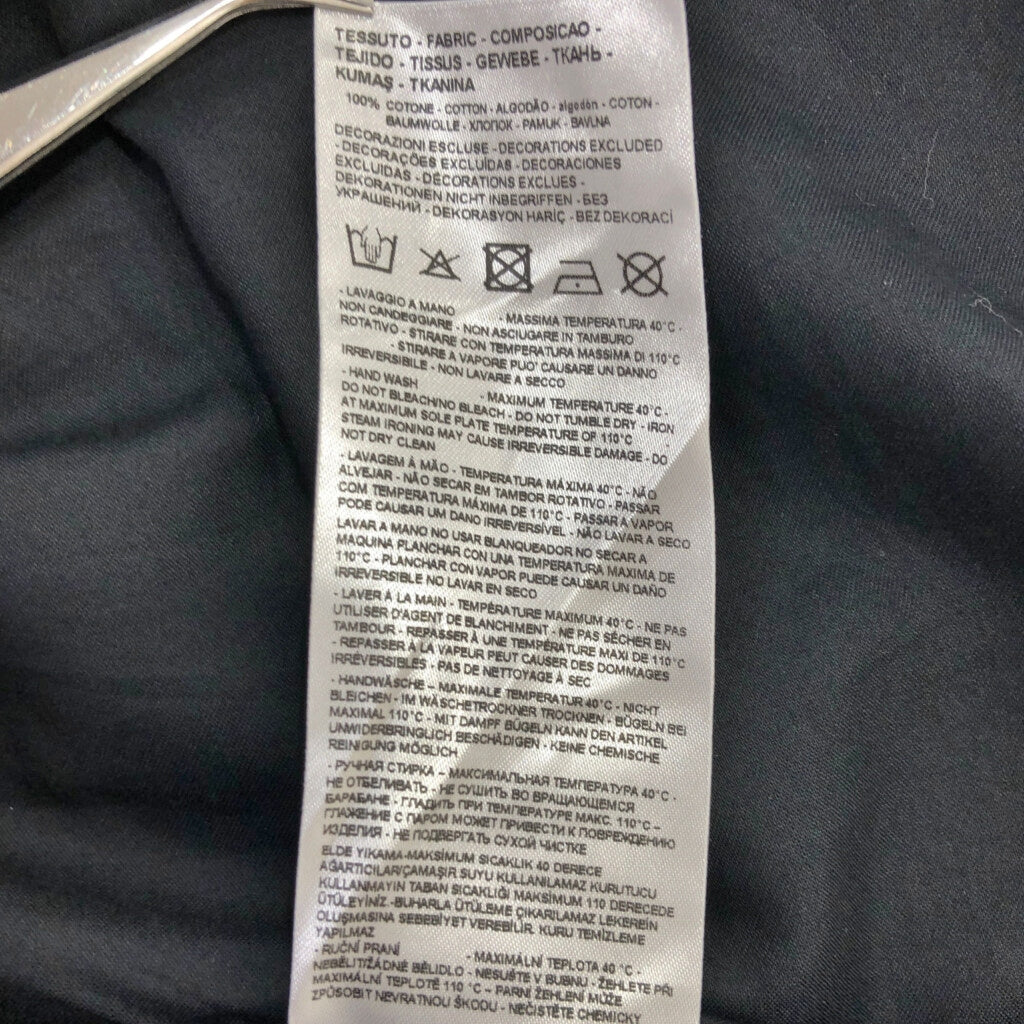 TESSUTO - FABRIC - COMPOSICAO -
TEJIDO - TISSUS - GEWEBE - ТКАНЬ -
KUMAŞ - TKANINA
100% COTONE - COTTON - ALGODÃO - algodón - COTON -
BAUMWOLLE - ХЛОПОК - PAMUK - BAVLNA
DECORAZIONI ESCLUSE - DECORATIONS EXCLUDED
- DECORAÇÕES EXCLUÍDAS - DECORACIONES
EXCLUIDAS - DÉCORATIONS EXCLUES -
DEKORATIONEN NICHT INBEGRIFFEN - БЕЗ
УКРАШЕНИЙ - DEKORASYON HARİÇ - BEZ DEKORACÍ
- LAVAGGIO A MANO - MASSIMA TEMPERATURA 40°C -
NON CANDEGGIARE - NON ASCIUGARE IN TAMBURO
ROTATIVO - STIRARE CON TEMPERATURA MASSIMA DI 110°C
- STIRARE A VAPORE PUO' CAUSARE UN DANNO
IRREVERSIBILE - NON LAVARE A SECCO
- HAND WASH - MAXIMUM TEMPERATURE 40°C -
DO NOT BLEACH/NO BLEACH - DO NOT TUMBLE DRY - IRON
AT MAXIMUM SOLE PLATE TEMPERATURE OF 110°C
STEAM IRONING MAY CAUSE IRREVERSIBLE DAMAGE - DO
NOT DRY CLEAN
- LAVAGEM À MÃO - TEMPERATURA MÁXIMA 40°C - NÃO
ALVEJAR - NÃO SECAR EM TAMBOR ROTATIVO - PASSAR
COM TEMPERATURA MÁXIMA DE 110°C - PASSAR A VAPOR
PODE CAUSAR UM DANO IRREVERSÍVEL - NÃO LAVAR A SECO
LAVAR A MANO NO USAR BLANQUEADOR NO SECAR A
MAQUINA PLANCHAR CON UNA TEMPERATURA MAXIMA DE
110°C - PLANCHAR CON VAPOR PUEDE CAUSAR UN DAÑO
IRREVERSIBLE NO LAVAR EN SECO
- LAVER À LA MAIN - TEMPÉRATURE MAXIMUM 40°C - NE PAS
UTILISER D'AGENT DE BLANCHIMENT - NE PAS SÉCHER EN
TAMBOUR - REPASSER À UNE TEMPÉRATURE MAXI DE 110°C
- REPASSER À LA VAPEUR PEUT CAUSER DES DOMMAGES
IRRÉVERSIBLES - PAS DE NETTOYAGE À SEC
- HANDWÄSCHE – MAXIMALE TEMPERATUR 40°C - NICHT
BLEICHEN - IM WÄSCHETROCKNER TROCKNEN - BÜGELN BEI
MAXIMAL 110°C - MIT DAMPF BÜGELN KANN DEN ARTIKEL
UNWIDERBRINGLICH BESCHÄDIGEN - KEINE CHEMISCHE
REINIGUNG MÖGLICH
- РУЧНАЯ СТИРКА – МАКСИМАЛЬНАЯ ТЕМПЕРАТУРА 40°C -
НЕ ОТБЕЛИВАТЬ - НЕ СУШИТЬ ВО ВРАЩАЮЩЕМСЯ
БАРАБАНЕ - ГЛАДИТЬ ПРИ ТЕМПЕРАТУРЕ МАКС. 110°C –
ГЛАЖЕНИЕ С ПАРОМ МОЖЕТ ПРИВЕСТИ К ПОВРЕЖДЕНИЮ
ИЗДЕЛИЯ - НЕ ПОДВЕРГАТЬ СУХОЙ ЧИСТКЕ
ELDE YIKAMA-MAKSİMUM SICAKLIK 40 DERECE
AĞARTICILAR/ÇAMAŞIR SUYU KULLANILAMAZ KURUTUCU
KULLANMAYIN TABAN SICAKLIĞI MAKSİMUM 110 DERECEDE
ÜTÜLEYİNİZ.-BUHARLA ÜTÜLEME ÇIKARILAMAZ LEKEREİN
OLUŞMASINA SEBEBİYET VEREBİLİR. KURU TEMİZLEME
YAPILMAZ
- RUČNÍ PRANÍ - MAXIMÁLNÍ TEPLOTA 40 °C -
NEBĚLIT/ŽÁDNÉ BĚLIDLO - NESUŠTE V BUBNU - ŽEHLETE PŘI
MAXIMÁLNÍ TEPLOTĚ 110 °C – PARNÍ ŽEHLENÍ MŮŽE
ZPŮSOBIT NEVRATNOU ŠKODU - NEČISTĚTE CHEMICKY